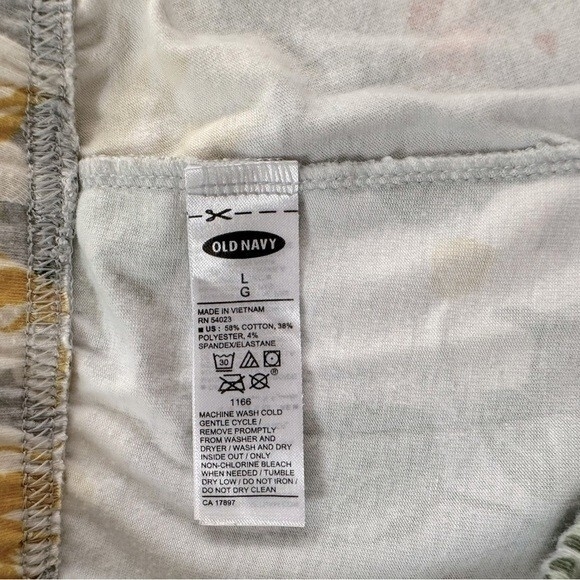 OLD NAVY
L
G
MADE IN VIETNAM
RN 54023
■ US : 58% COTTON, 38%
POLYESTER, 4%
SPANDEX/ELASTANE
30
®
1166
MACHINE WASH COLD
GENTLE CYCLE /
REMOVE PROMPTLY
FROM WASHER AND
DRYER / WASH AND DRY
INSIDE OUT / ONLY
NON-CHLORINE BLEACH
WHEN NEEDED / TUMBLE
DRY LOW / DO NOT IRON /
DO NOT DRY CLEAN
CA 17897